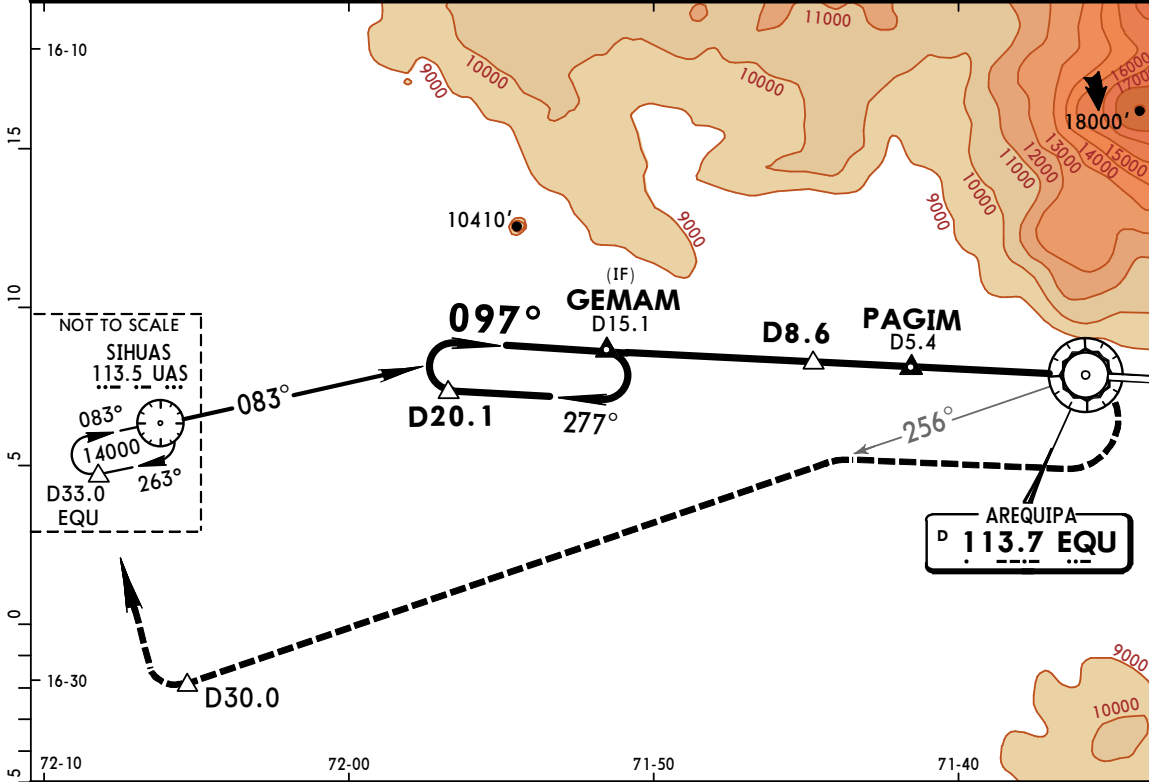 11000
16-10
10000
9000
10000
16000
18000'
13000
12000
11000
14000
15000
10000
9000
9000
15
10410'
(IF)
GEMAM
D15.1
097°
D8.6
PAGIM
D5.4
10
NOT TO SCALE
SIHUAS
113.5 UAS
083°
083°
14000
263°
D33.0
EQU
D20.1
277°
256°
5
AREQUIPA
D 113.7 EQU
0
16-30
D30.0
9000
10000
5
72-10
72-00
71-50
71-40